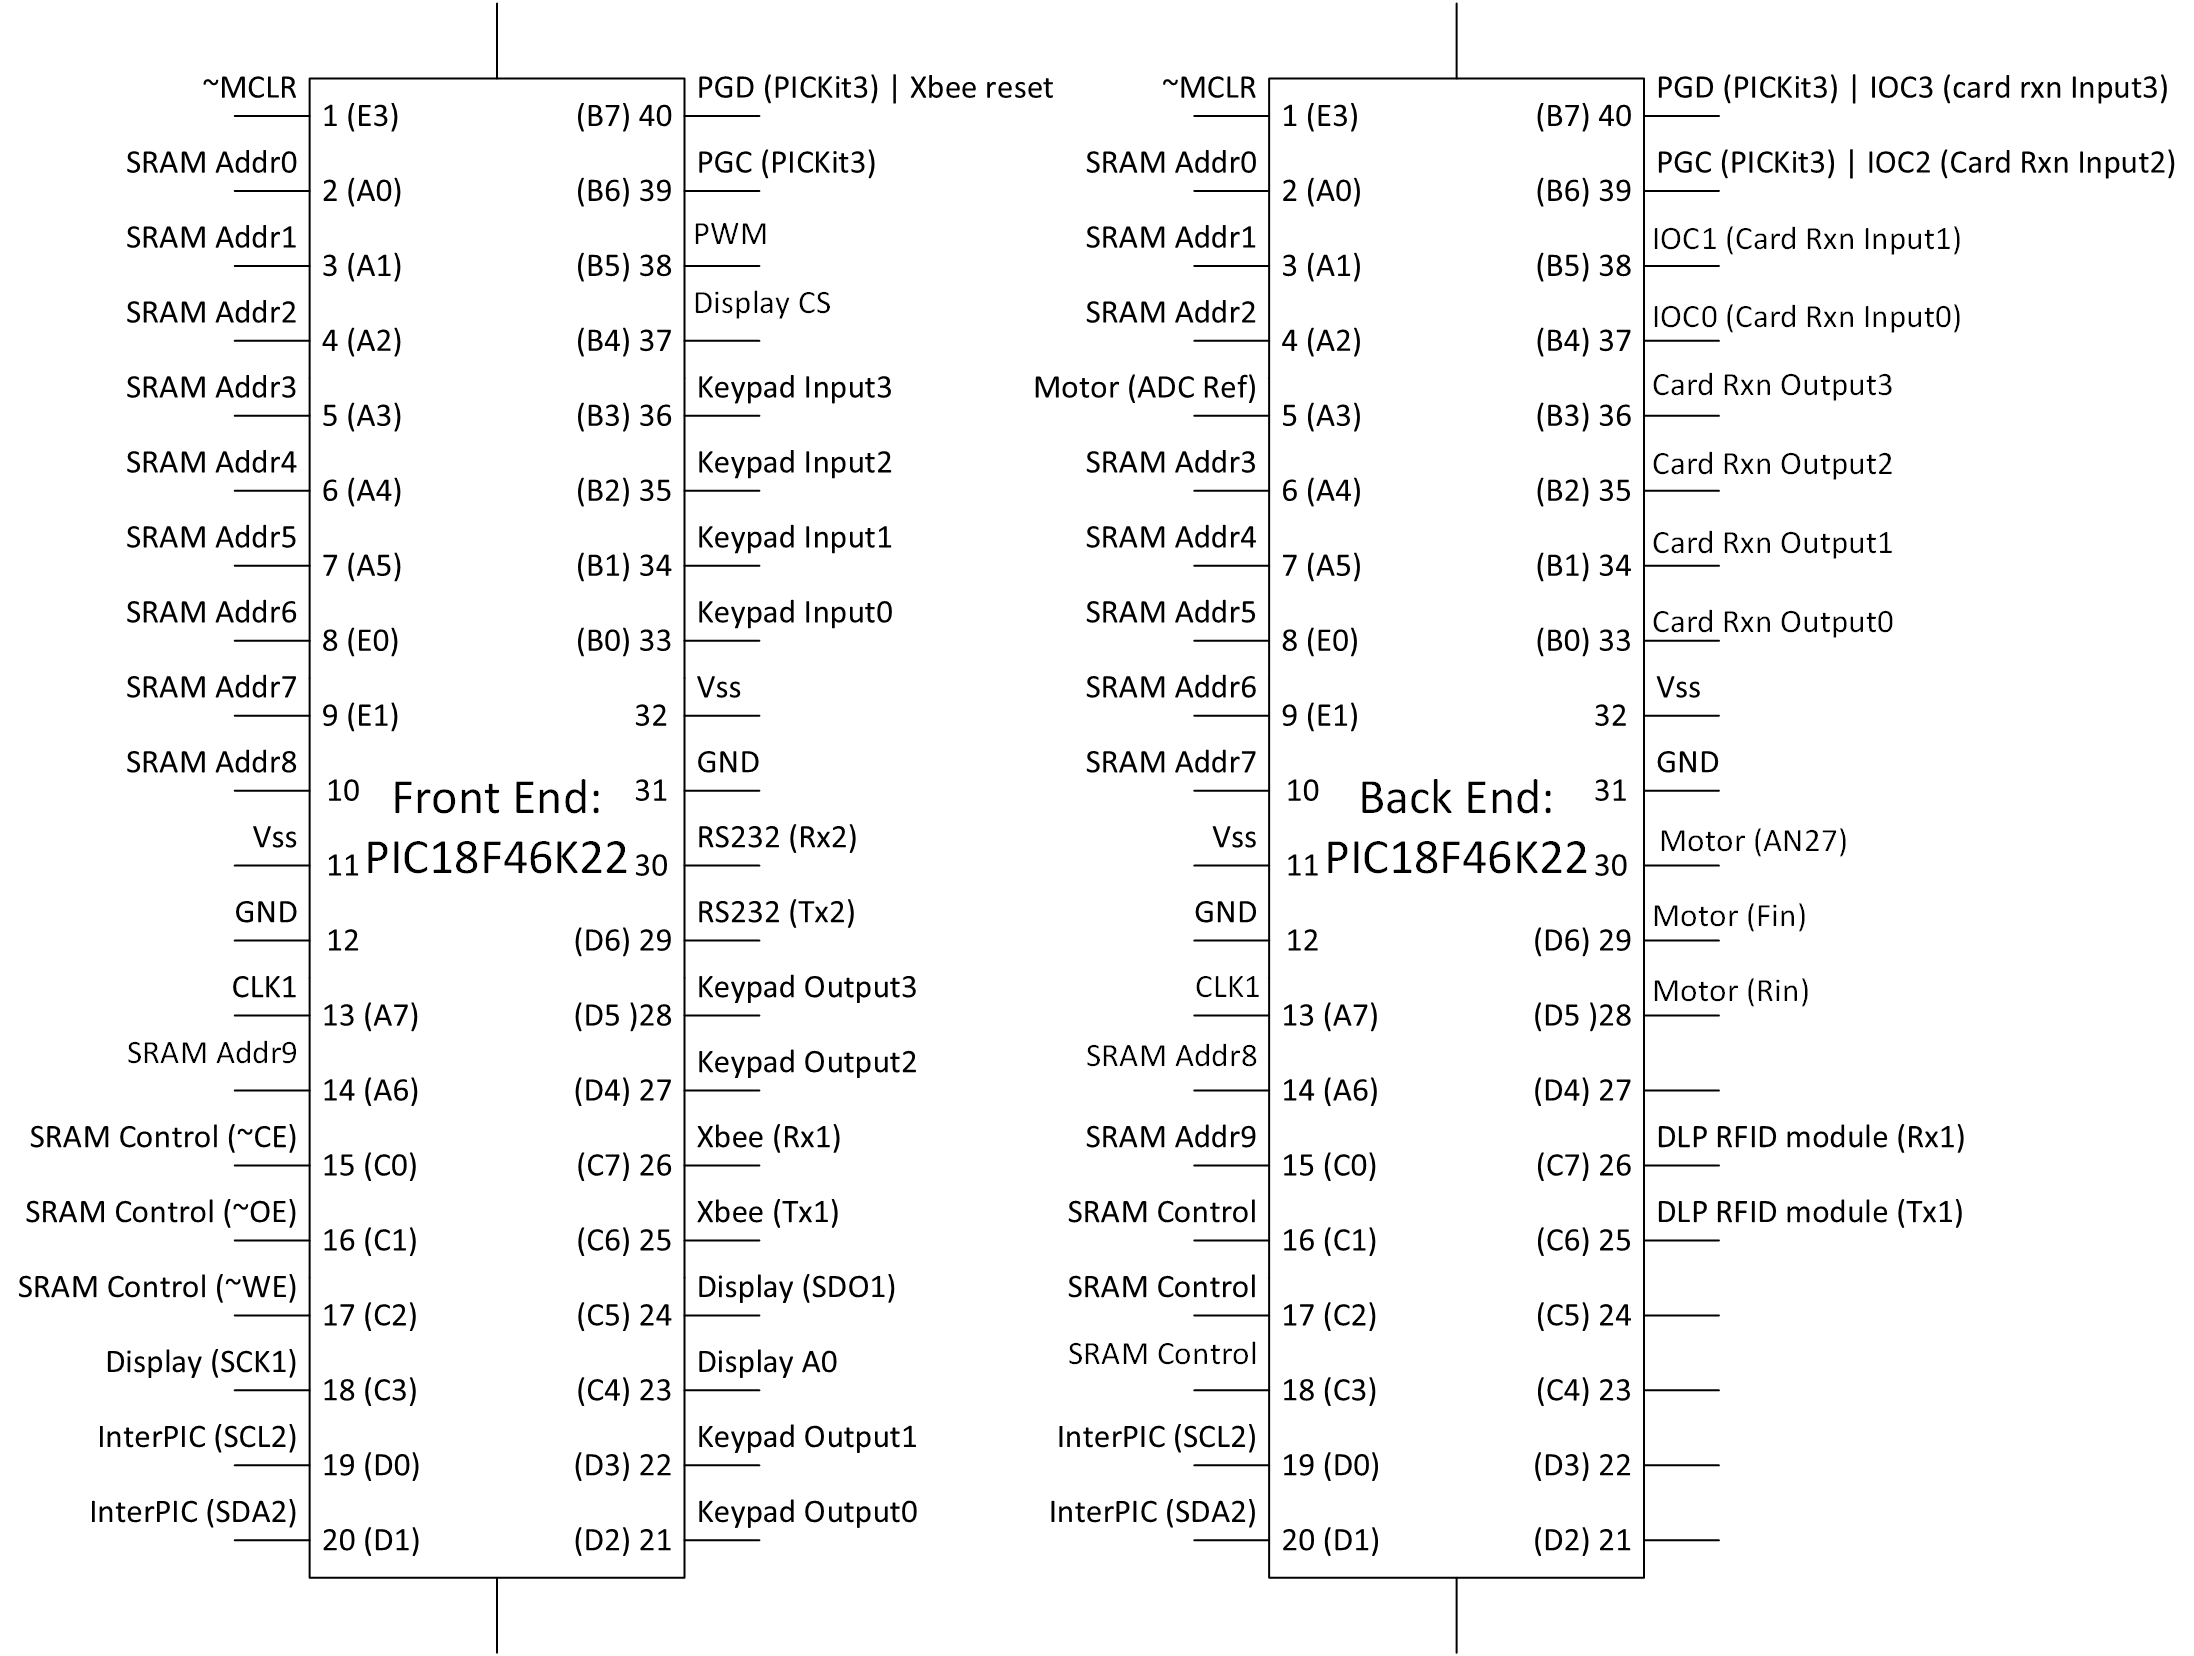 ~MCLR
1 (E3)
SRAM Addr0
2 (A0)
SRAM Addr1
3 (A1)
SRAM Addr2
4 (A2)
SRAM Addr3
5 (A3)
SRAM Addr4
6 (A4)
SRAM Addr5
7 (A5)
SRAM Addr6
8 (E0)
SRAM Addr7
9 (E1)
SRAM Addr8
10
Vss
11
GND
12
CLK1
13 (A7)
SRAM Addr9
14 (A6)
SRAM Control (~CE)
15 (C0)
SRAM Control (~OE)
16 (C1)
SRAM Control (~WE)
17 (C2)
Display (SCK1)
18 (C3)
InterPIC (SCL2)
19 (D0)
InterPIC (SDA2)
20 (D1)
Front End:
PIC18F46K22
PGD (PICKit3) | Xbee reset
(B7) 40
PGC (PICKit3)
(B6) 39
PWM
(B5) 38
Display CS
(B4) 37
Keypad Input3
(B3) 36
Keypad Input2
(B2) 35
Keypad Input1
(B1) 34
Keypad Input0
(B0) 33
Vss
32
GND
31
RS232 (Rx2)
30
RS232 (Tx2)
(D6) 29
Keypad Output3
(D5 )28
Keypad Output2
(D4) 27
Xbee (Rx1)
(C7) 26
Xbee (Tx1)
(C6) 25
Display (SDO1)
(C5) 24
Display A0
(C4) 23
Keypad Output1
(D3) 22
Keypad Output0
(D2) 21
~MCLR
1 (E3)
SRAM Addr0
2 (A0)
SRAM Addr1
3 (A1)
SRAM Addr2
4 (A2)
Motor (ADC Ref)
5 (A3)
SRAM Addr3
6 (A4)
SRAM Addr4
7 (A5)
SRAM Addr5
8 (E0)
SRAM Addr6
9 (E1)
SRAM Addr7
10
Vss
11
GND
12
CLK1
13 (A7)
SRAM Addr8
14 (A6)
SRAM Addr9
15 (C0)
SRAM Control
16 (C1)
SRAM Control
17 (C2)
SRAM Control
18 (C3)
InterPIC (SCL2)
19 (D0)
InterPIC (SDA2)
20 (D1)
Back End:
PIC18F46K22
PGD (PICKit3) | IOC3 (card rxn Input3)
(B7) 40
PGC (PICKit3) | IOC2 (Card Rxn Input2)
(B6) 39
IOC1 (Card Rxn Input1)
(B5) 38
IOC0 (Card Rxn Input0)
(B4) 37
Card Rxn Output3
(B3) 36
Card Rxn Output2
(B2) 35
Card Rxn Output1
(B1) 34
Card Rxn Output0
(B0) 33
Vss
32
GND
31
Motor (AN27)
30
Motor (Fin)
(D6) 29
Motor (Rin)
(D5 )28
(D4) 27
DLP RFID module (Rx1)
(C7) 26
DLP RFID module (Tx1)
(C6) 25
(C5) 24
(C4) 23
(D3) 22
(D2) 21